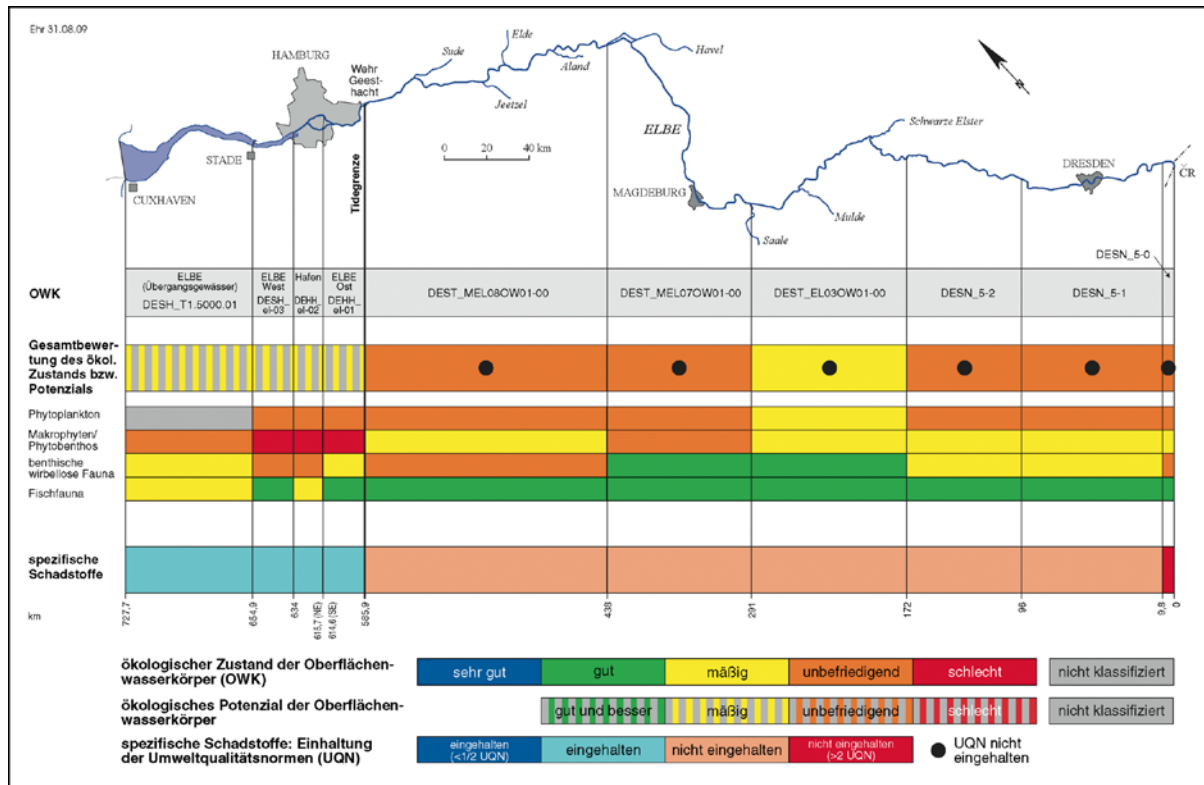 Ehr 31.08.09
HAMBURG
Wehr
Geest-
hacht
Sude
Elde
Aland
Jeetzel
Havel
STADE
CUXHAVEN
Tidegrenze
0 20 40 km
ELBE
MAGDEBURG
Schwarze Elster
Mulde
Saale
DRESDEN
ČR
N
DESN_5-0
OWK
ELBE
(Übergangsgewässer)
DESH_T1.5000.01
ELBE
West
DESH_
el-03
Hafen
DEHH_
el-02
ELBE
Ost
DEHH_
el-01
DEST_MEL08OW01-00
DEST_MEL07OW01-00
DEST_EL03OW01-00
DESN_5-2
DESN_5-1
Gesamtbewer-
tung des ökol.
Zustands bzw.
Potenzials
Phytoplankton
Makrophyten/
Phytobenthos
benthische
wirbellose Fauna
Fischfauna
spezifische
Schadstoffe
km
727,7
654,9
634
615,7 (NE)
614,6 (SE)
585,9
438
291
172
96
9,8
0
ökologischer Zustand der Oberflächen-
wasserkörper (OWK)
sehr gut
gut
mäßig
unbefriedigend
schlecht
nicht klassifiziert
ökologisches Potenzial der Oberflächen-
wasserkörper
gut und besser
mäßig
unbefriedigend
schlecht
nicht klassifiziert
spezifische Schadstoffe: Einhaltung
der Umweltqualitätsnormen (UQN)
eingehalten
(<1/2 UQN)
eingehalten
nicht eingehalten
nicht eingehalten
(>2 UQN)
UQN nicht
eingehalten